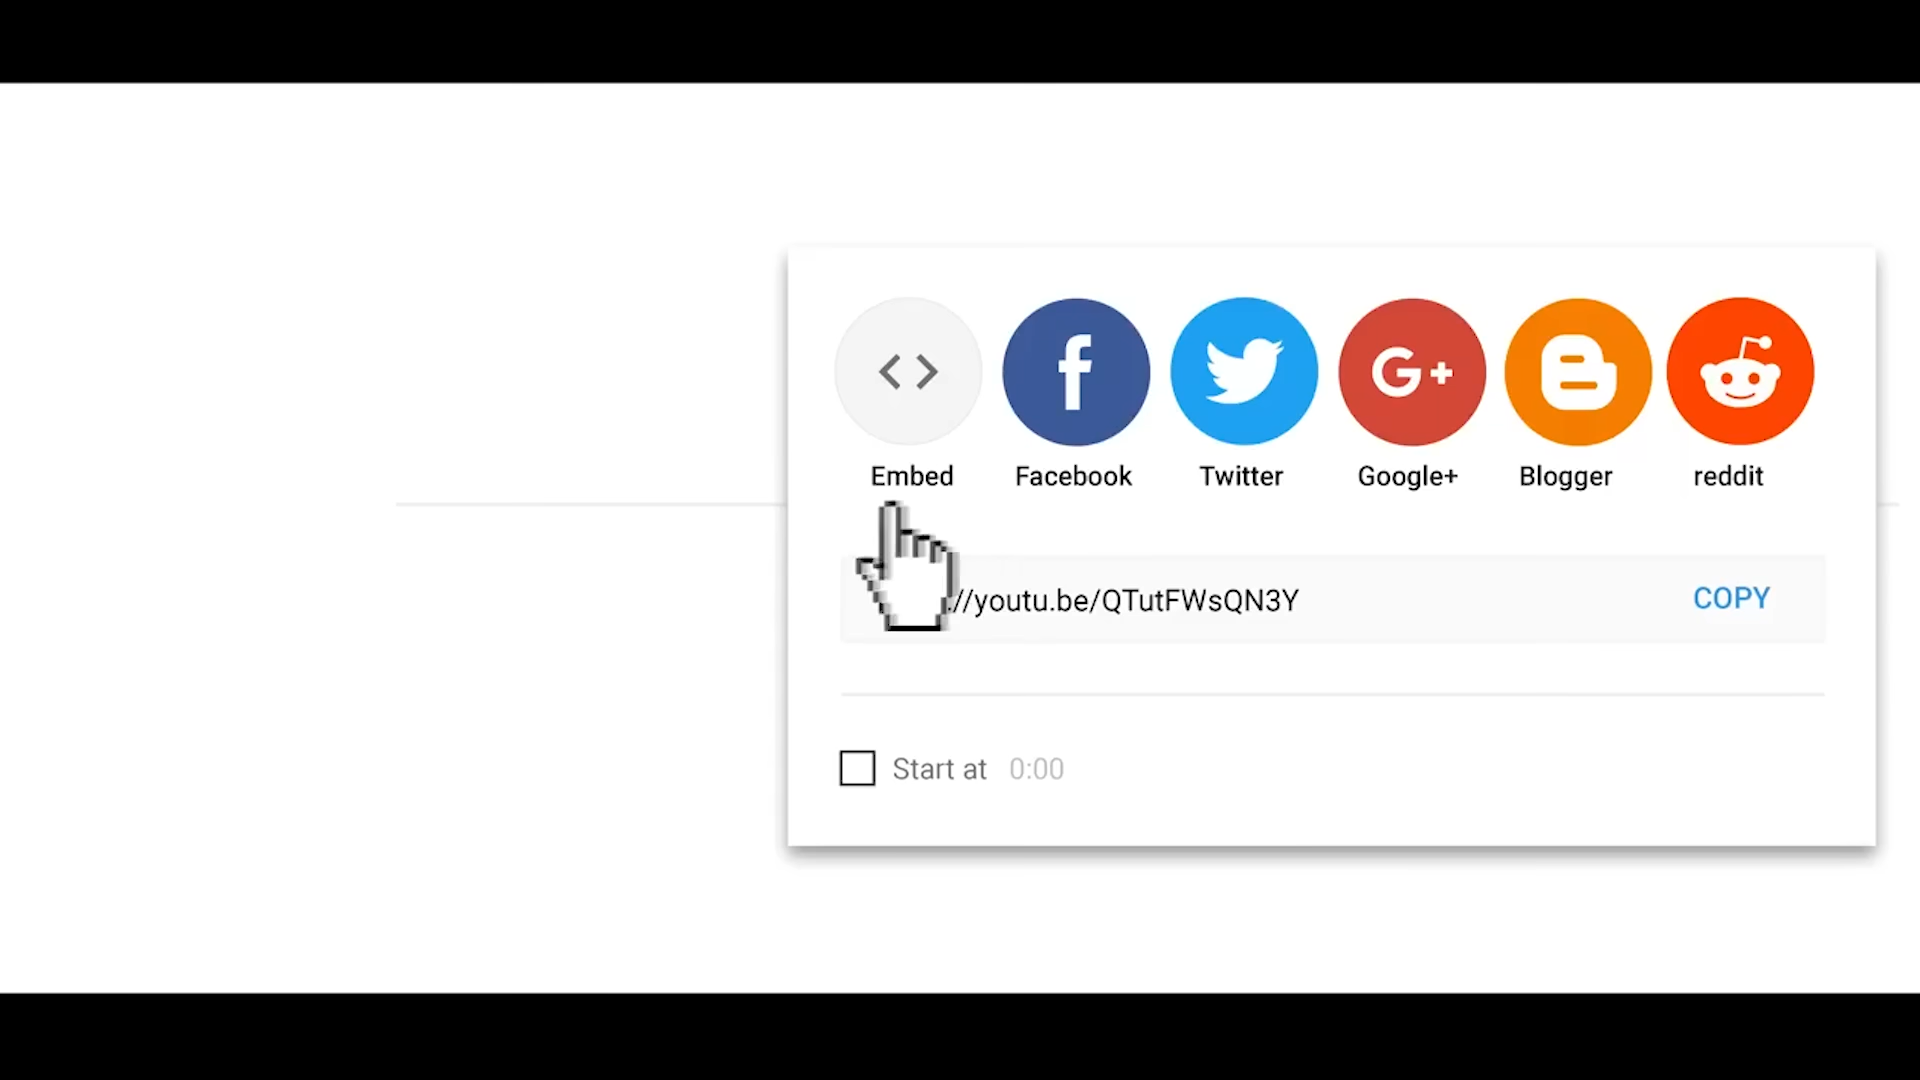 Embed Facebook Twitter Google+ Blogger reddit
://youtu.be/QTutFWsQN3Y COPY
Start at 0:00